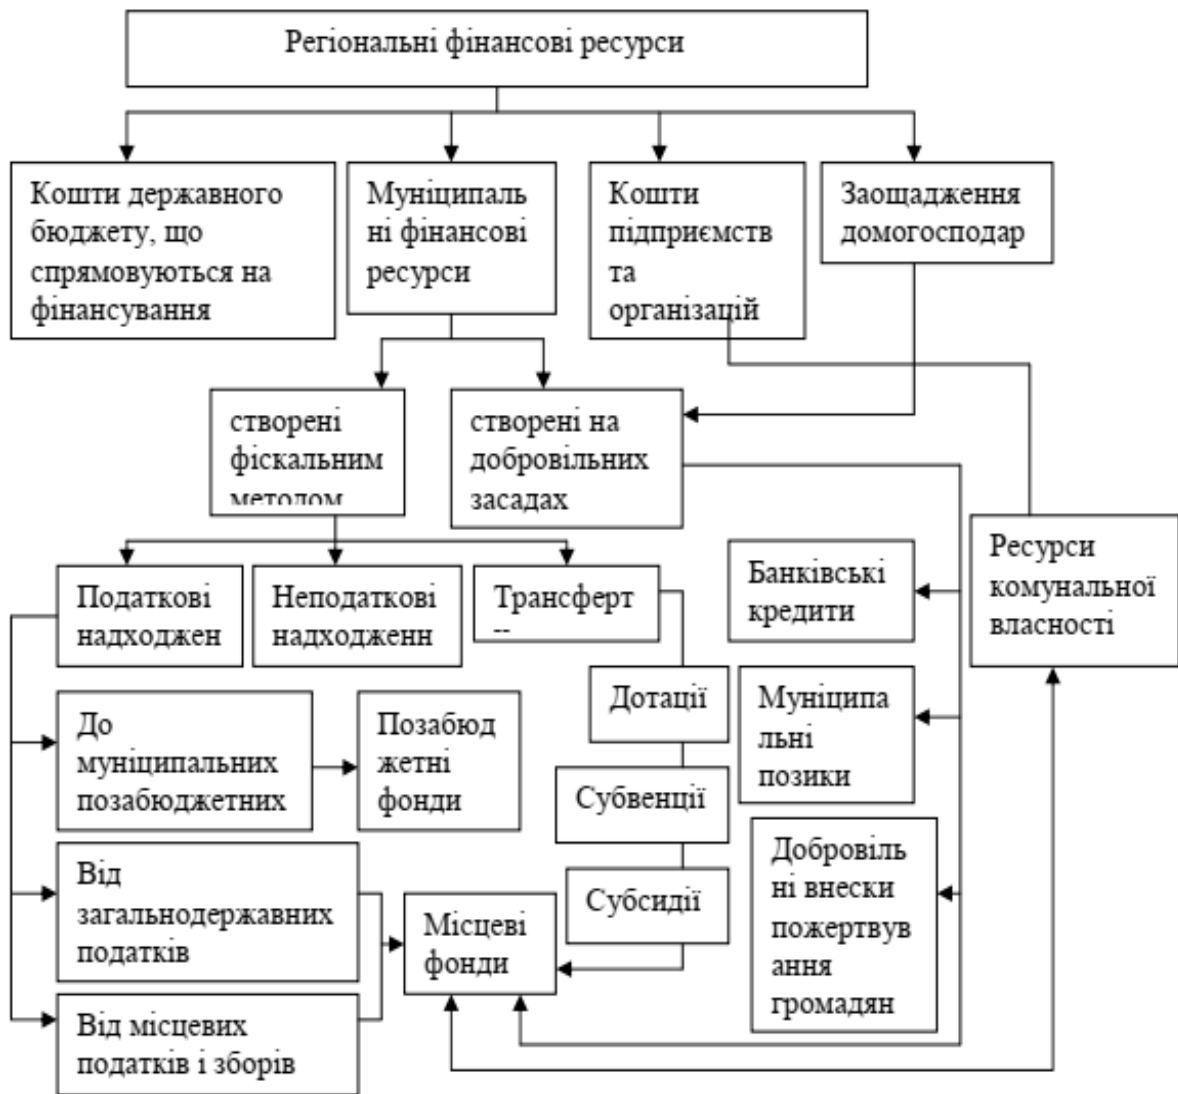 Регіональні фінансові ресурси
Кошти державного
бюджету, що
спрямовуються на
фінансування
Муніципаль
ні фінансові
ресурси
Кошти
підприємств
та
організацій
Заощадження
домогосподар
створені
фіскальним
методом
створені на
добровільних
засадах
Податкові
надходжен
Неподаткові
надходженн
Трансферт
Банківські
кредити
Ресурси
комунальної
власності
Дотації
Муніципа
льні
позики
До
муніципальних
позабюджетних
Позабюд
жетні
фонди
Субвенції
Від
загальнодержавних
податків
Місцеві
фонди
Субсидії
Добровіль
ні внески
пожертвув
ання
громадян
Від місцевих
податків і зборів